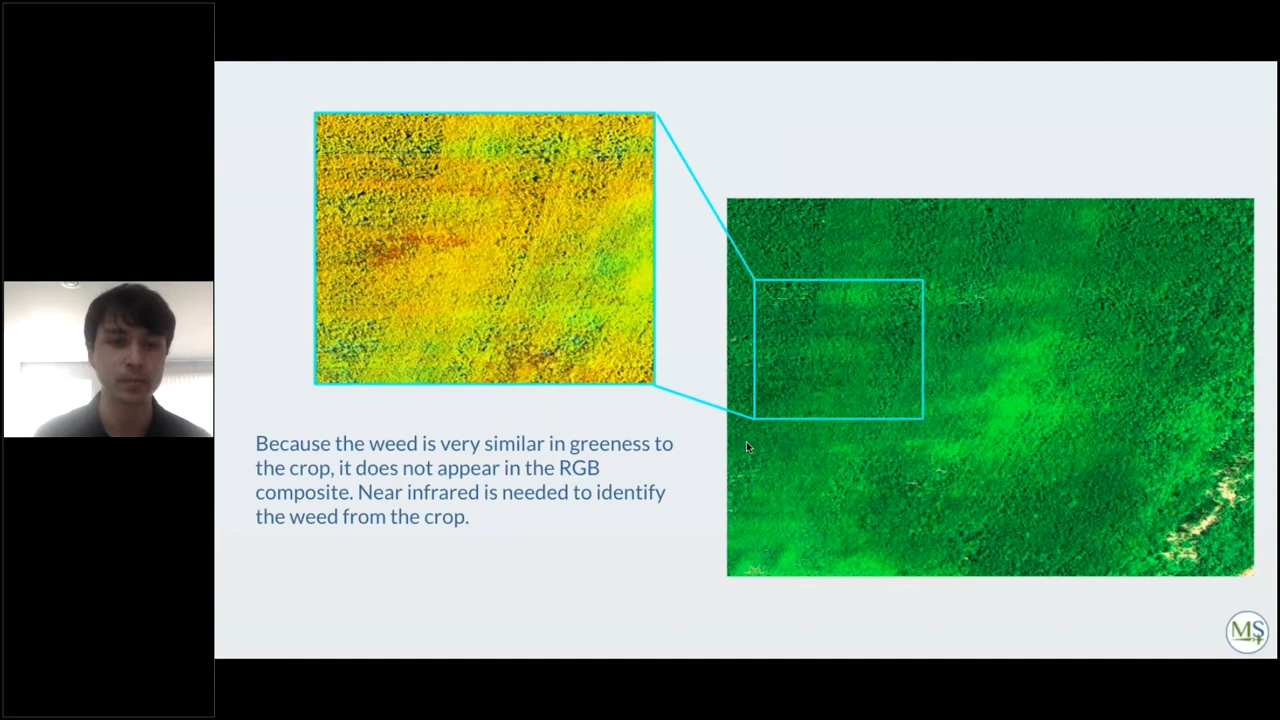 Because the weed is very similar in greeness to
the crop, it does not appear in the RGB
composite. Near infrared is needed to identify
the weed from the crop.
MS